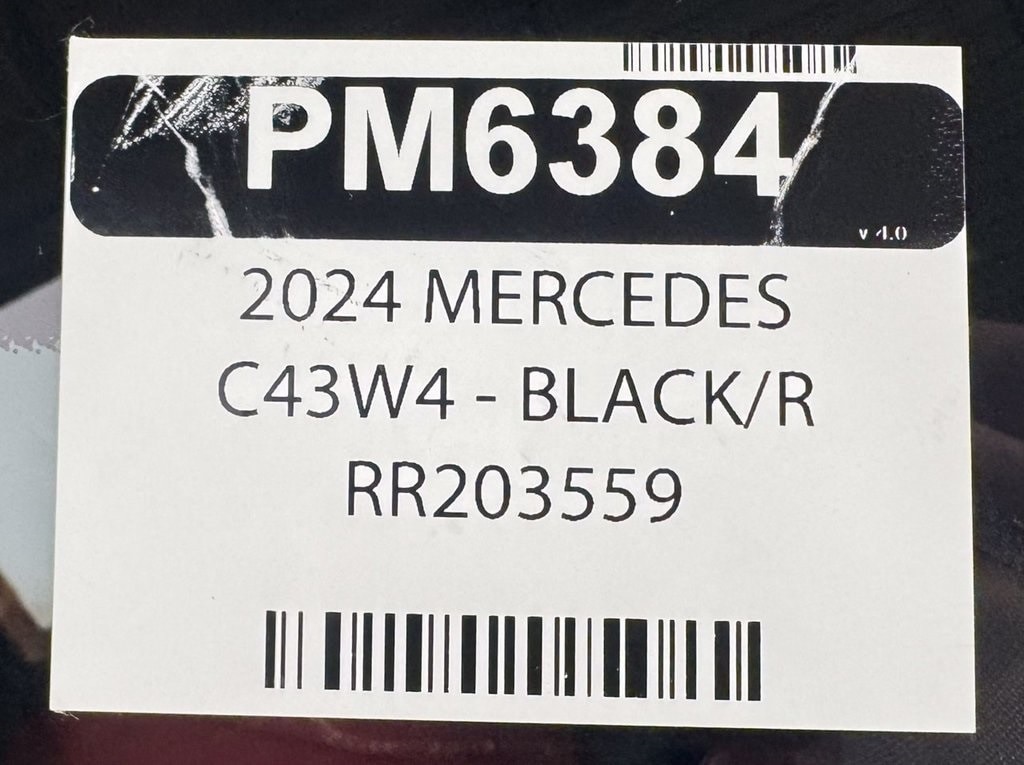 PM6384
v 4.0
2024 MERCEDES
C43W4 - BLACK/R
RR203559